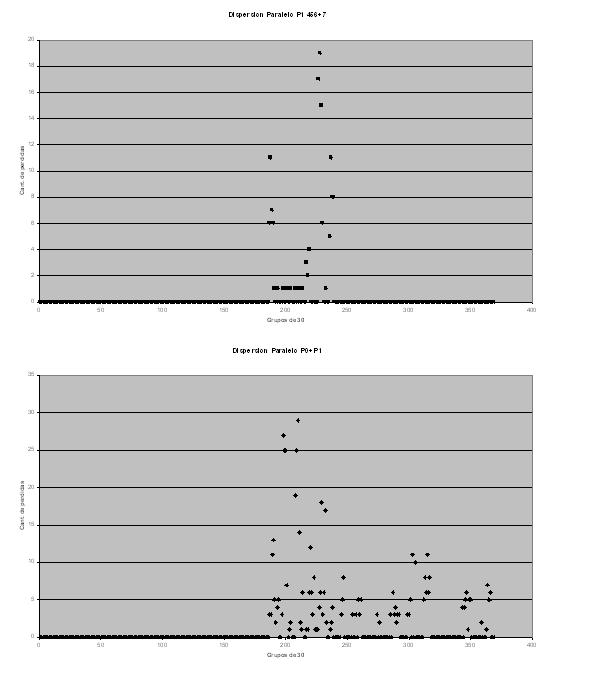 Dispersion Paralelo P1 456+7
20
18
16
14
12
10
8
6
4
2
0
Cant. de perdidas
0 50 100 150 200 250 300 350 400
Grupos de 30
Dispersion Paralelo P0+P1
35
30
25
20
15
10
5
0
Cant. de perdidas
0 50 100 150 200 250 300 350 400
Grupos de 30